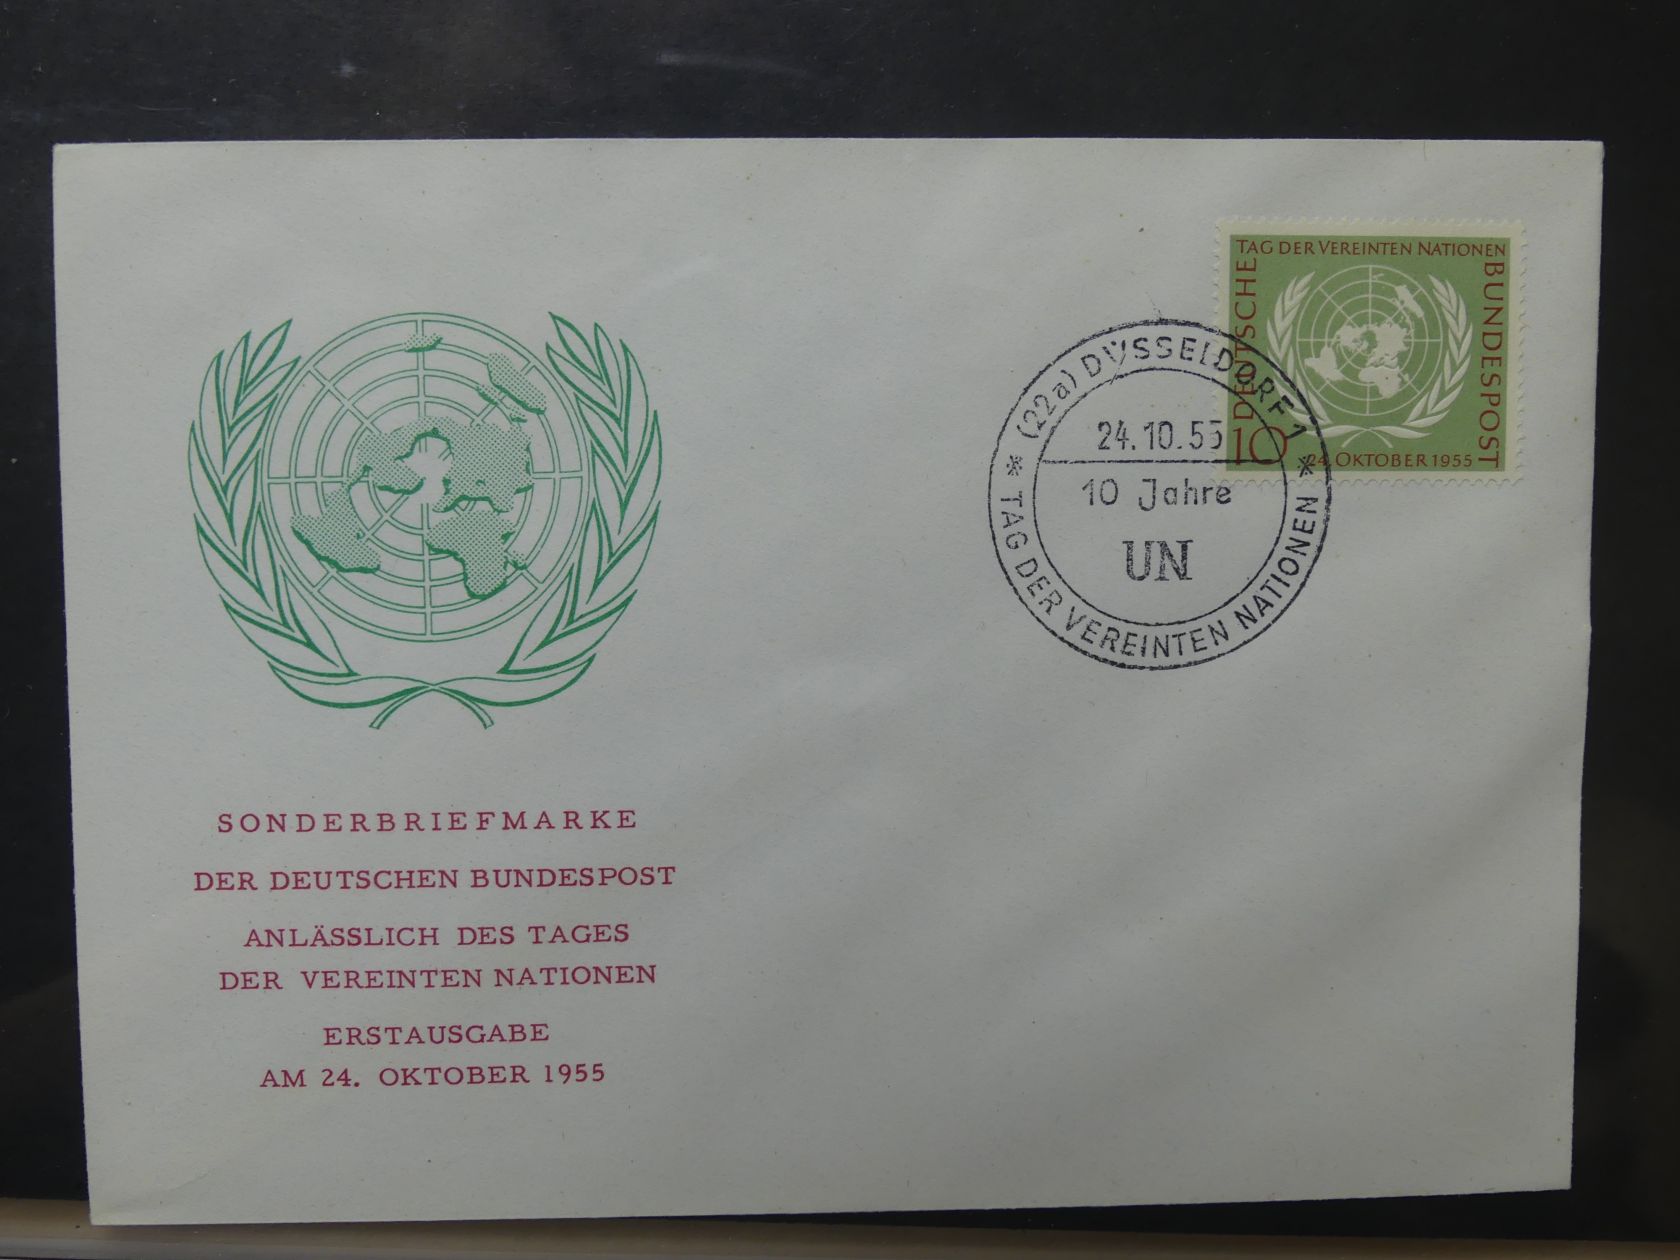 TAG DER VEREINTEN NATIONEN
DEUTSCHE
BUNDESPOST
10
24. OKTOBER 1955
(22a) DÜSSELDORF 1
24.10.55
10 Jahre
UN
* TAG DER VEREINTEN NATIONEN *
SONDERBRIEFMARKE
DER DEUTSCHEN BUNDESPOST
ANLÄSSLICH DES TAGES
DER VEREINTEN NATIONEN
ERSTAUSGABE
AM 24. OKTOBER 1955